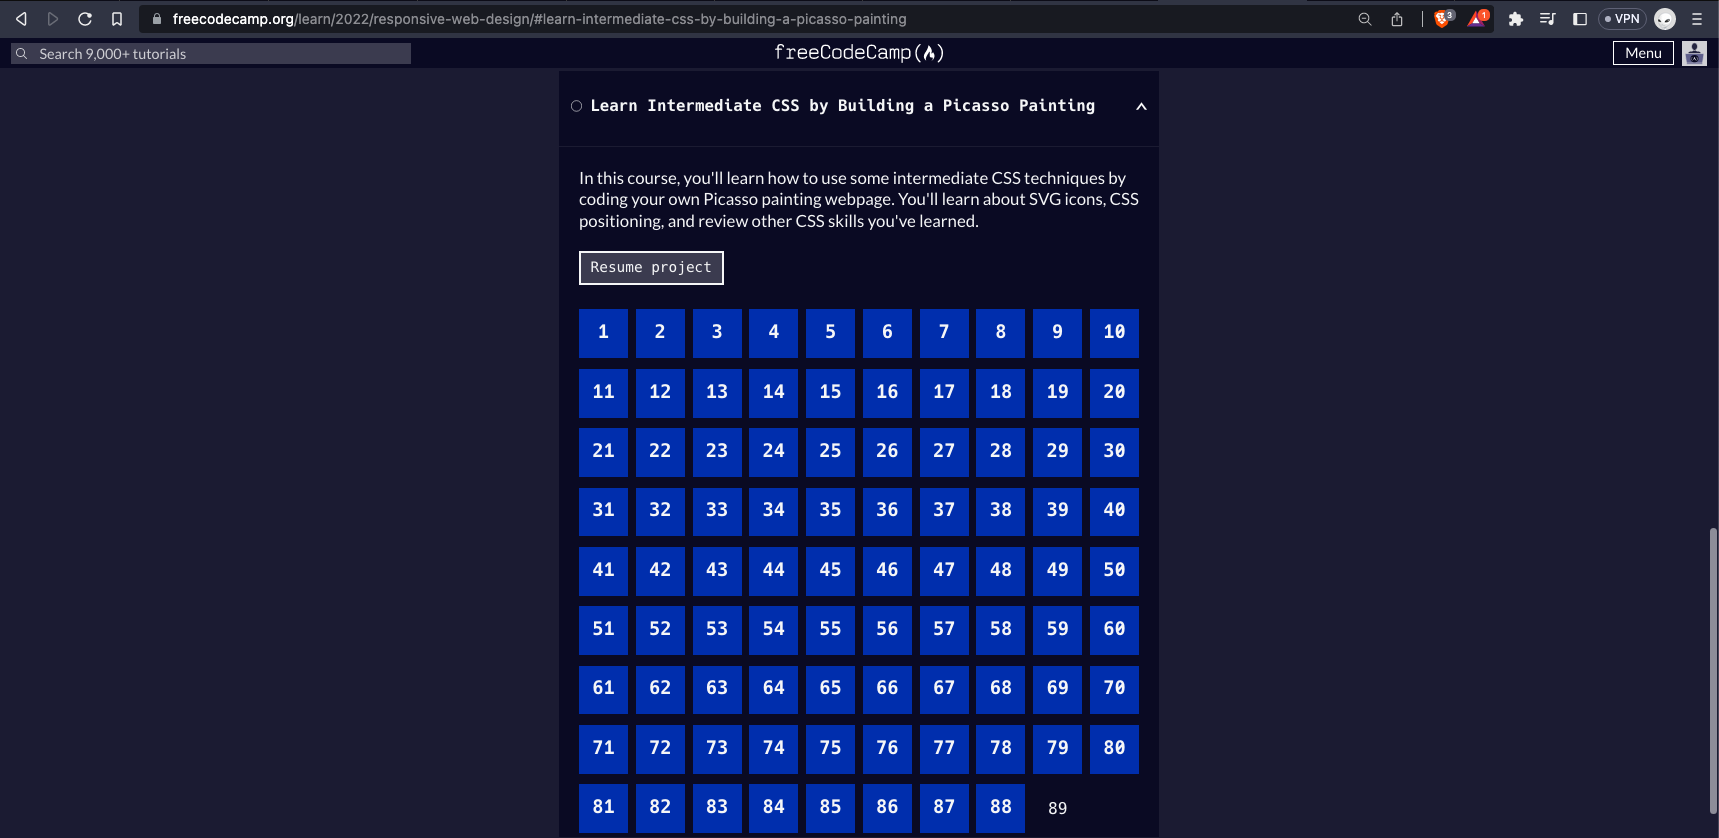 freecodecamp.org/learn/2022/responsive-web-design/#learn-intermediate-css-by-building-a-picasso-painting
3
1
VPN
Search 9,000+ tutorials
freeCodeCamp
Menu
Learn Intermediate CSS by Building a Picasso Painting
In this course, you'll learn how to use some intermediate CSS techniques by
coding your own Picasso painting webpage. You'll learn about SVG icons, CSS
positioning, and review other CSS skills you've learned.
Resume project
1 2 3 4 5 6 7 8 9 10
11 12 13 14 15 16 17 18 19 20
21 22 23 24 25 26 27 28 29 30
31 32 33 34 35 36 37 38 39 40
41 42 43 44 45 46 47 48 49 50
51 52 53 54 55 56 57 58 59 60
61 62 63 64 65 66 67 68 69 70
71 72 73 74 75 76 77 78 79 80
81 82 83 84 85 86 87 88 89